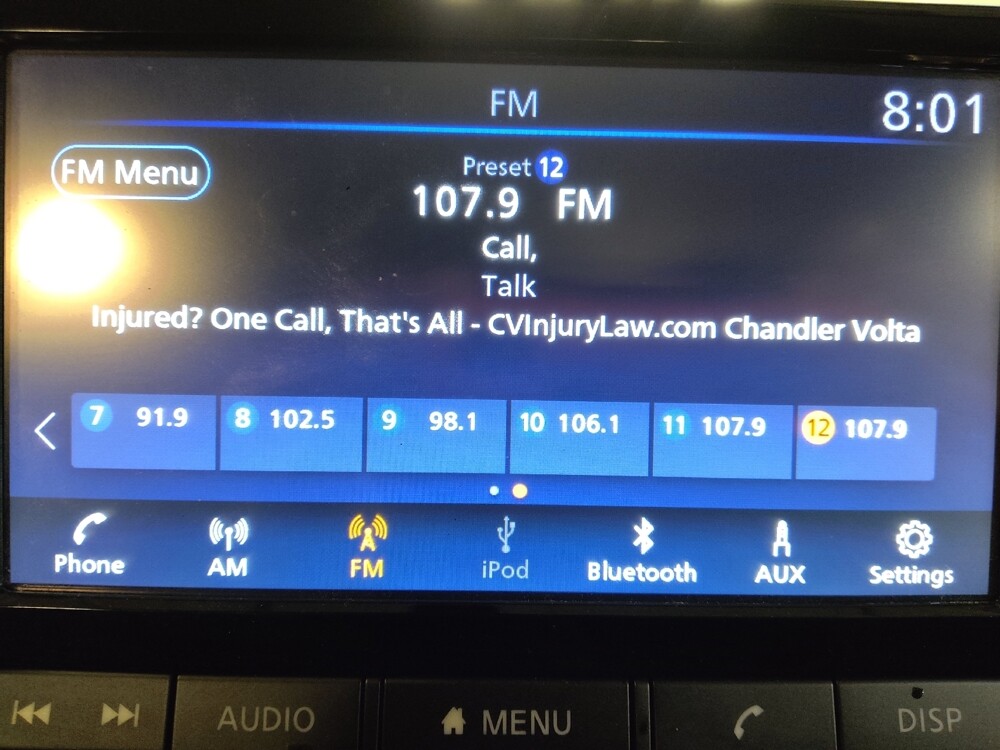 FM
8:01
FM Menu
Preset 12
107.9 FM
Call,
Talk
Injured? One Call, That's All - CVInjuryLaw.com Chandler Volta
7 91.9 8 102.5 9 98.1 10 106.1 11 107.9 12 107.9
Phone AM FM iPod Bluetooth AUX Settings
AUDIO MENU DISP